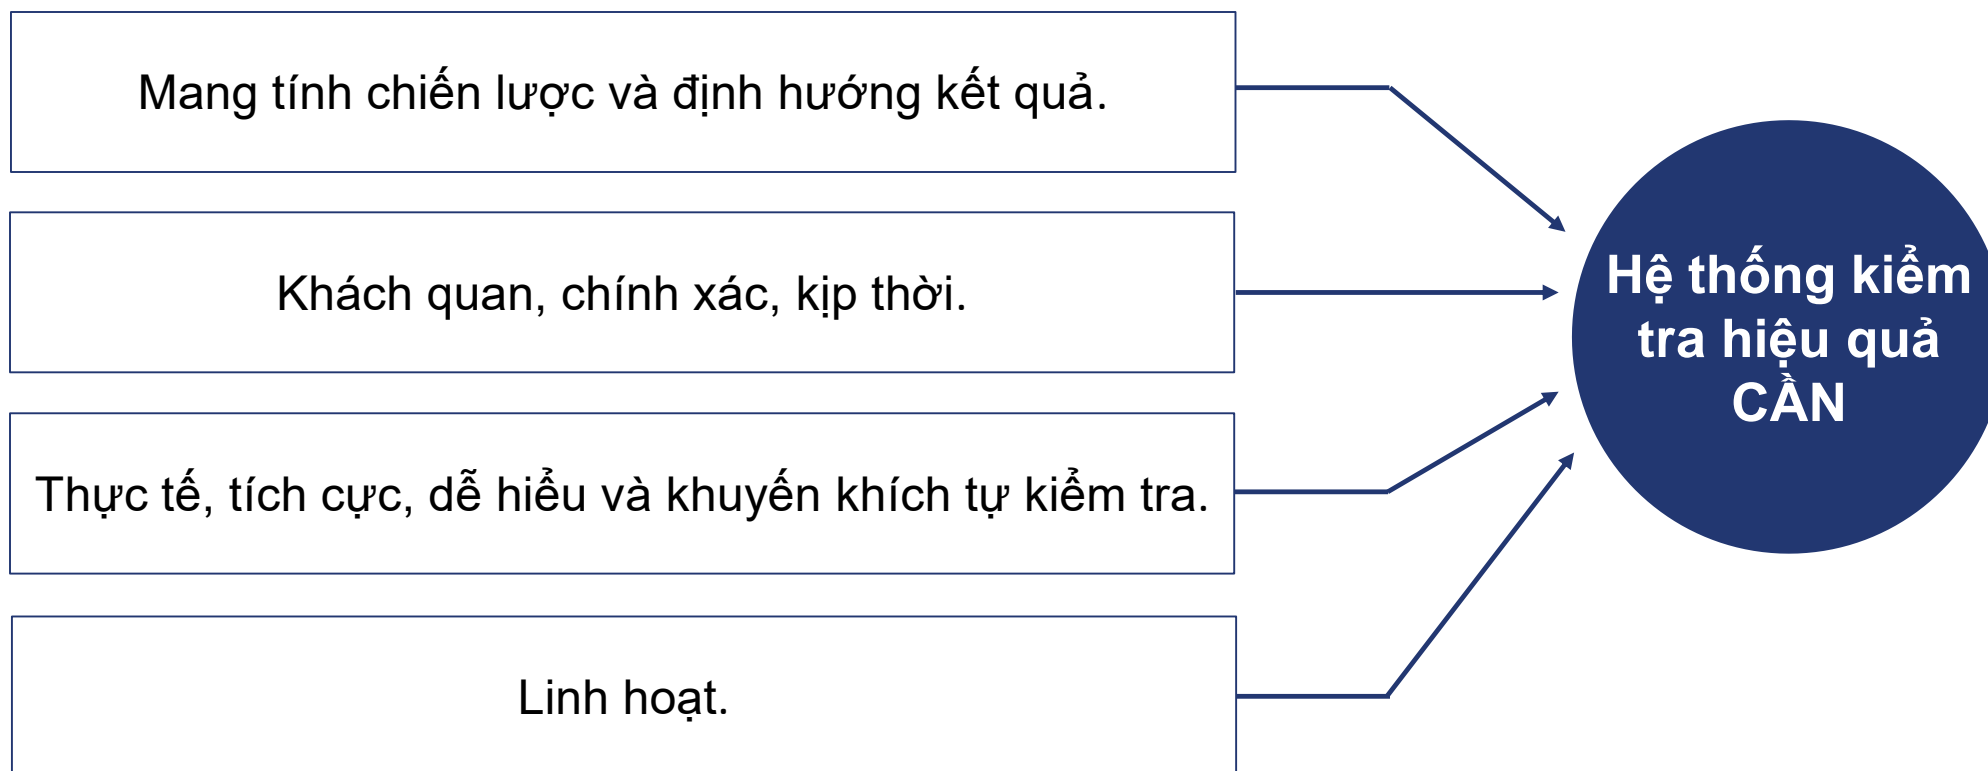 Mang tính chiến lược và định hướng kết quả.
Khách quan, chính xác, kịp thời.
Thực tế, tích cực, dễ hiểu và khuyến khích tự kiểm tra.
Linh hoạt.
Hệ thống kiểm
tra hiệu quả
CẦN